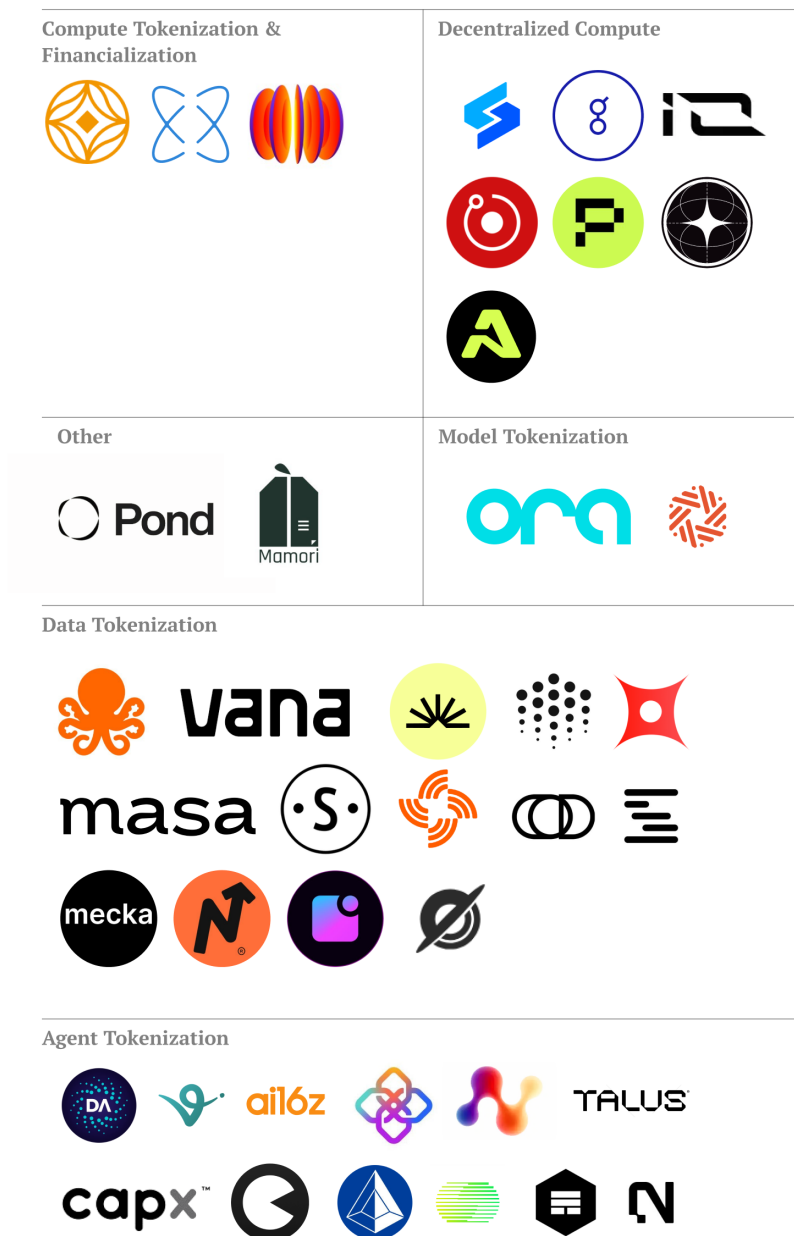 Compute Tokenization &
Financialization
Decentralized Compute
Other
Model Tokenization
Pond
Mamori
ora
Data Tokenization
vana
masa
·S·
mecka
N®
Agent Tokenization
DA
ai16z
TALUS
capx™